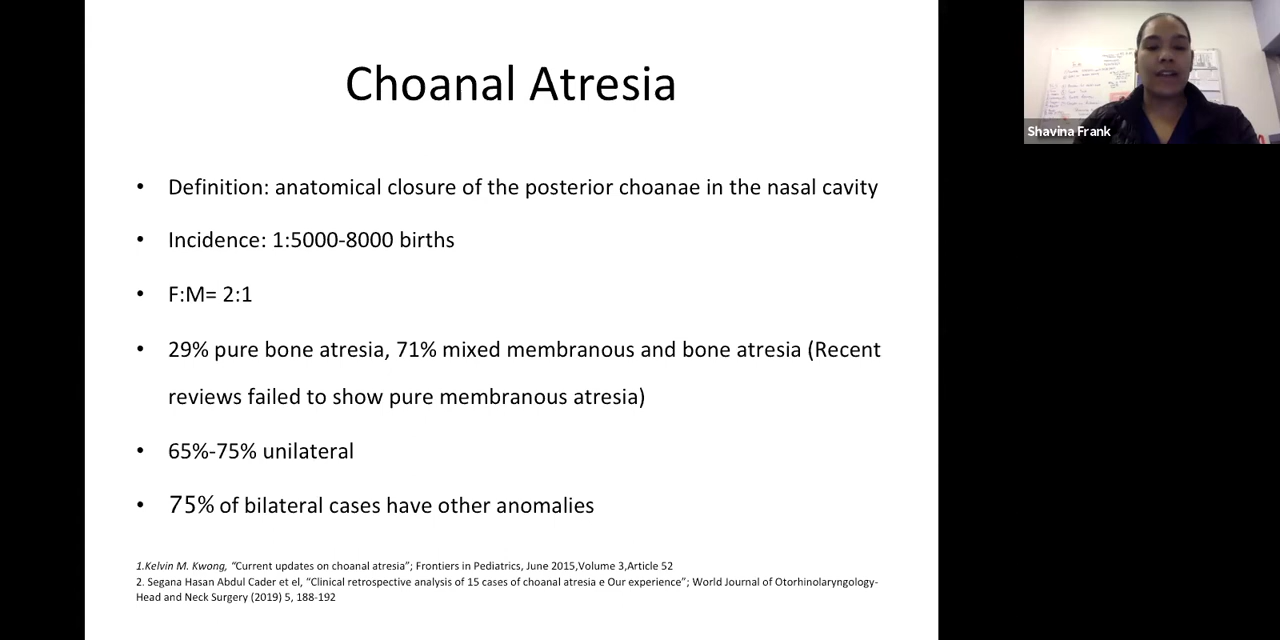 Choanal Atresia
• Definition: anatomical closure of the posterior choanae in the nasal cavity
• Incidence: 1:5000-8000 births
• F:M= 2:1
• 29% pure bone atresia, 71% mixed membranous and bone atresia (Recent
reviews failed to show pure membranous atresia)
• 65%-75% unilateral
• 75% of bilateral cases have other anomalies
1.Kelvin M. Kwong, “Current updates on choanal atresia”; Frontiers in Pediatrics, June 2015,Volume 3,Article 52
2. Segana Hasan Abdul Cader et el, “Clinical retrospective analysis of 15 cases of choanal atresia e Our experience”; World Journal of Otorhinolaryngology-
Head and Neck Surgery (2019) 5, 188-192
Shavina Frank